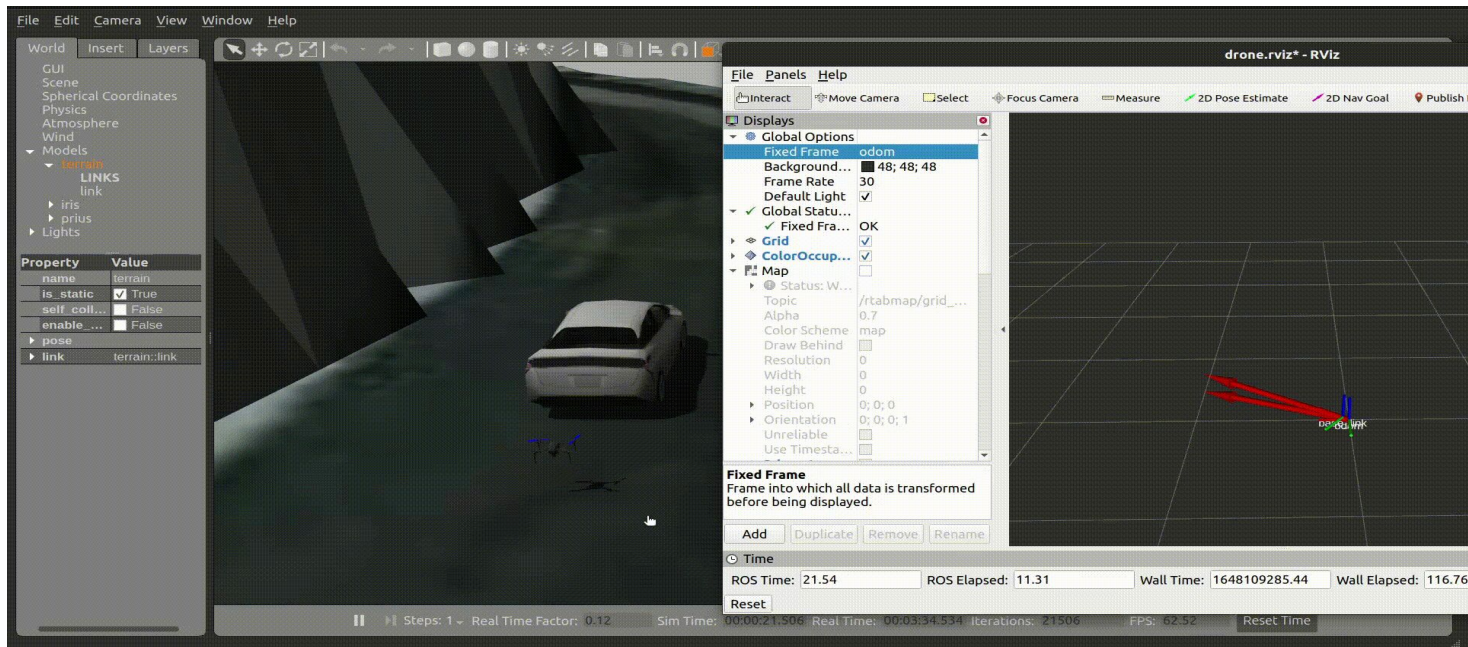 File Edit Camera View Window Help
World Insert Layers
GUI
Scene
Spherical Coordinates
Physics
Atmosphere
Wind
Models
terrain
LINKS
link
iris
prius
Lights
Property Value
name terrain
is_static True
self_coll... False
enable_... False
pose
link terrain::link
drone.rviz* - RViz
File Panels Help
Interact Move Camera Select Focus Camera Measure 2D Pose Estimate 2D Nav Goal Publish
Displays
Global Options
Fixed Frame odom
Background... 48; 48; 48
Frame Rate 30
Default Light
Global Statu...
Fixed Fra... OK
Grid
ColorOccup...
Map
Status: W...
Topic /rtabmap/grid_...
Alpha 0.7
Color Scheme map
Draw Behind
Resolution 0
Width 0
Height 0
Position 0; 0; 0
Orientation 0; 0; 0; 1
Unreliable
Use Timesta...
Fixed Frame
Frame into which all data is transformed
before being displayed.
Add Duplicate Remove Rename
Time
ROS Time: 21.54 ROS Elapsed: 11.31 Wall Time: 1648109285.44 Wall Elapsed: 116.76
Reset
Steps: 1 Real Time Factor: 0.12 Sim Time: 00:00:21.506 Real Time: 00:03:34.534 Iterations: 21506 FPS: 62.52 Reset Time